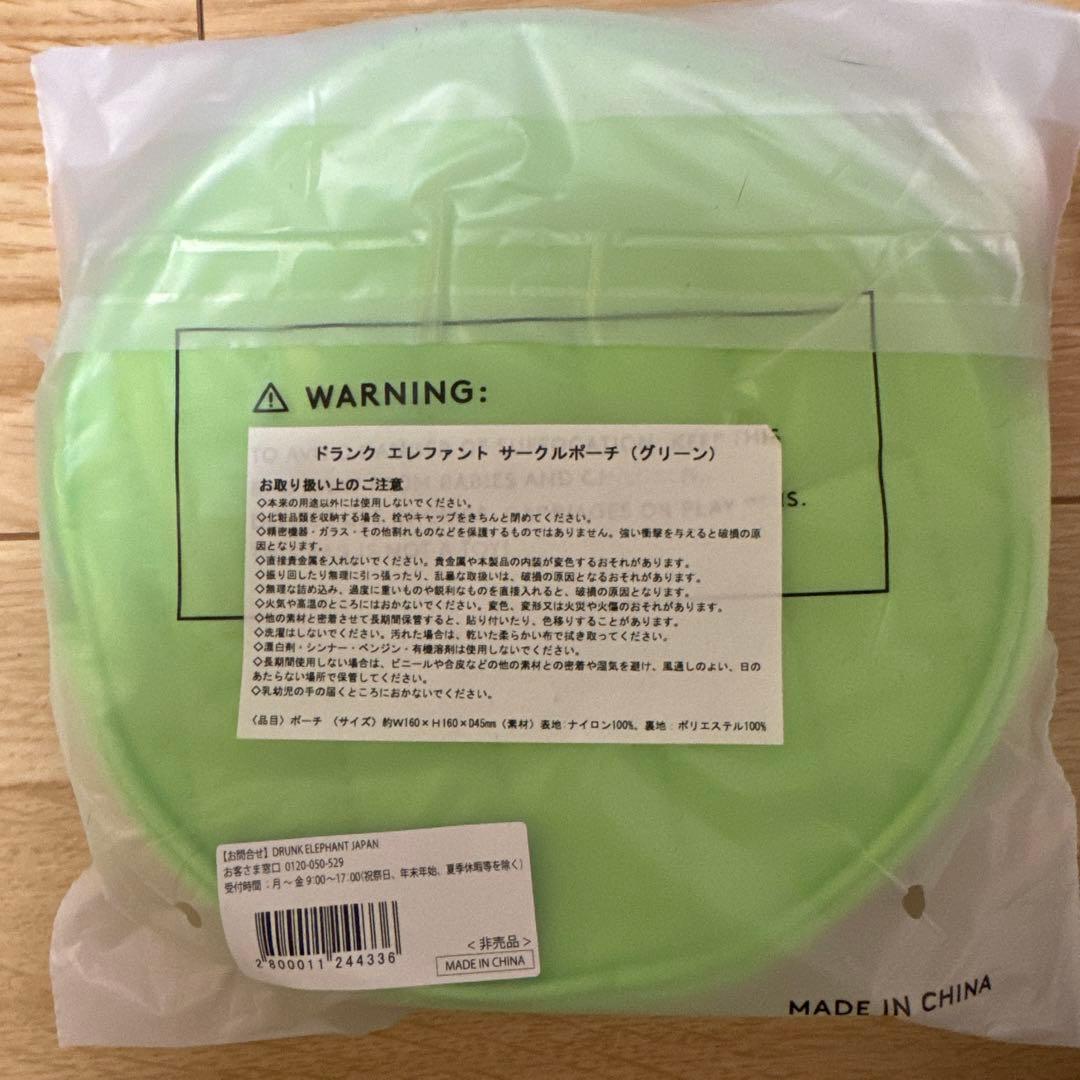 ⚠ WARNING:
ドランク エレファント サークルポーチ（グリーン）
お取り扱い上のご注意
◇本来の用途以外には使用しないでください。
◇化粧品類を収納する場合、栓やキャップをきちんと閉めてください。
◇精密機器・ガラス・その他割れものなどを保護するものではありません。強い衝撃を与えると破損の原
因となります。
◇直接貴金属を入れないでください。貴金属や本製品の内装が変色するおそれがあります。
◇振り回したり無理に引っ張ったり、乱暴な取扱いは、破損の原因となるおそれがあります。
◇無理な詰め込み、過度に重いものや鋭利なものを直接入れると、破損の原因となります。
◇火気や高温のところにはおかないでください。変色、変形又は火災や火傷のおそれがあります。
◇他の素材と密着させて長期間保管すると、貼り付いたり、色移りすることがあります。
◇洗濯はしないでください。汚れた場合は、乾いた柔らかい布で拭き取ってください。
◇漂白剤・シンナー・ベンジン・有機溶剤は使用しないでください。
◇長期間使用しない場合は、ビニールや合皮などの他の素材との密着や湿気を避け、風通しのよい、日の
あたらない場所で保管してください。
◇乳幼児の手の届くところにおかないでください。
〈品目〉ポーチ 〈サイズ〉約W160×H160×D45mm〈素材〉表地:ナイロン100%、裏地：ポリエステル100%
【お問合せ】DRUNK ELEPHANT JAPAN
お客さま窓口 0120-050-529
受付時間：月～金 9:00～17:00(祝祭日、年末年始、夏季休暇等を除く)
2 800011 244336
＜非売品＞
MADE IN CHINA
MADE IN CHINA